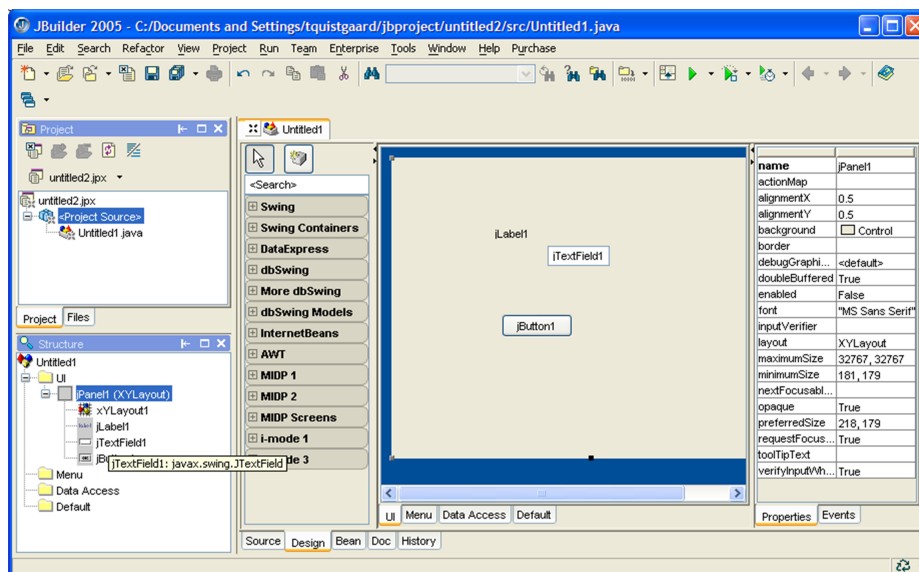 JBuilder 2005 - C:/Documents and Settings/tquistgaard/jbproject/untitled2/src/Untitled1.java
File Edit Search Refactor View Project Run Team Enterprise Tools Window Help Purchase
Project
untitled2.jpx
untitled2.jpx
<Project Source>
Untitled1.java
Project Files
Structure
Untitled1
UI
jPanel1 (XYLayout)
xYLayout1
jLabel1
jTextField1
jTextField1: javax.swing.JTextField
Menu
Data Access
Default
Untitled1
<Search>
Swing
Swing Containers
DataExpress
dbSwing
More dbSwing
dbSwing Models
InternetBeans
AWT
MIDP 1
MIDP 2
MIDP Screens
i-mode 1
de 3
jLabel1
jTextField1
jButton1
UI Menu Data Access Default
Source Design Bean Doc History
name jPanel1
actionMap
alignmentX 0.5
alignmentY 0.5
background Control
border
debugGraphi... <default>
doubleBuffered True
enabled False
font "MS Sans Serif"
inputVerifier
layout XYLayout
maximumSize 32767, 32767
minimumSize 181, 179
nextFocusabl...
opaque True
preferredSize 218, 179
requestFocus... True
toolTipText
verifyInputWh... True
Properties Events